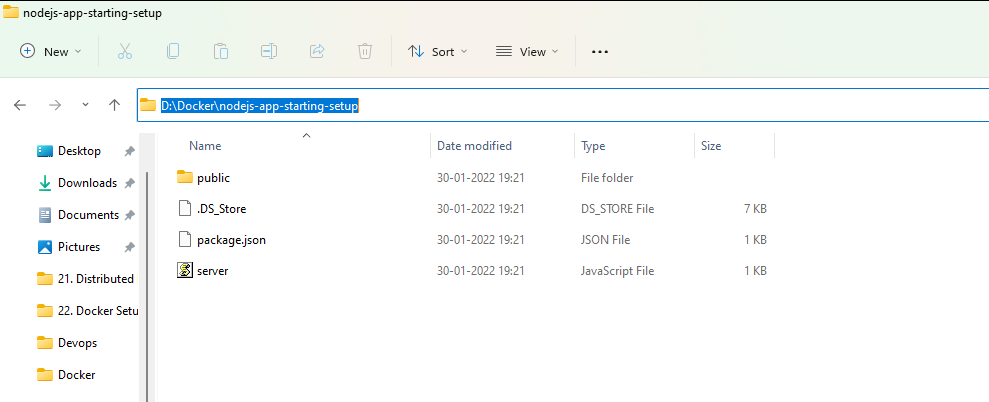 nodejs-app-starting-setup
New Sort View
D:\Docker\nodejs-app-starting-setup
Name Date modified Type Size
Desktop
Downloads
Documents
Pictures
21. Distributed
22. Docker Setu
Devops
Docker
public 30-01-2022 19:21 File folder
.DS_Store 30-01-2022 19:21 DS_STORE File 7 KB
package.json 30-01-2022 19:21 JSON File 1 KB
server 30-01-2022 19:21 JavaScript File 1 KB